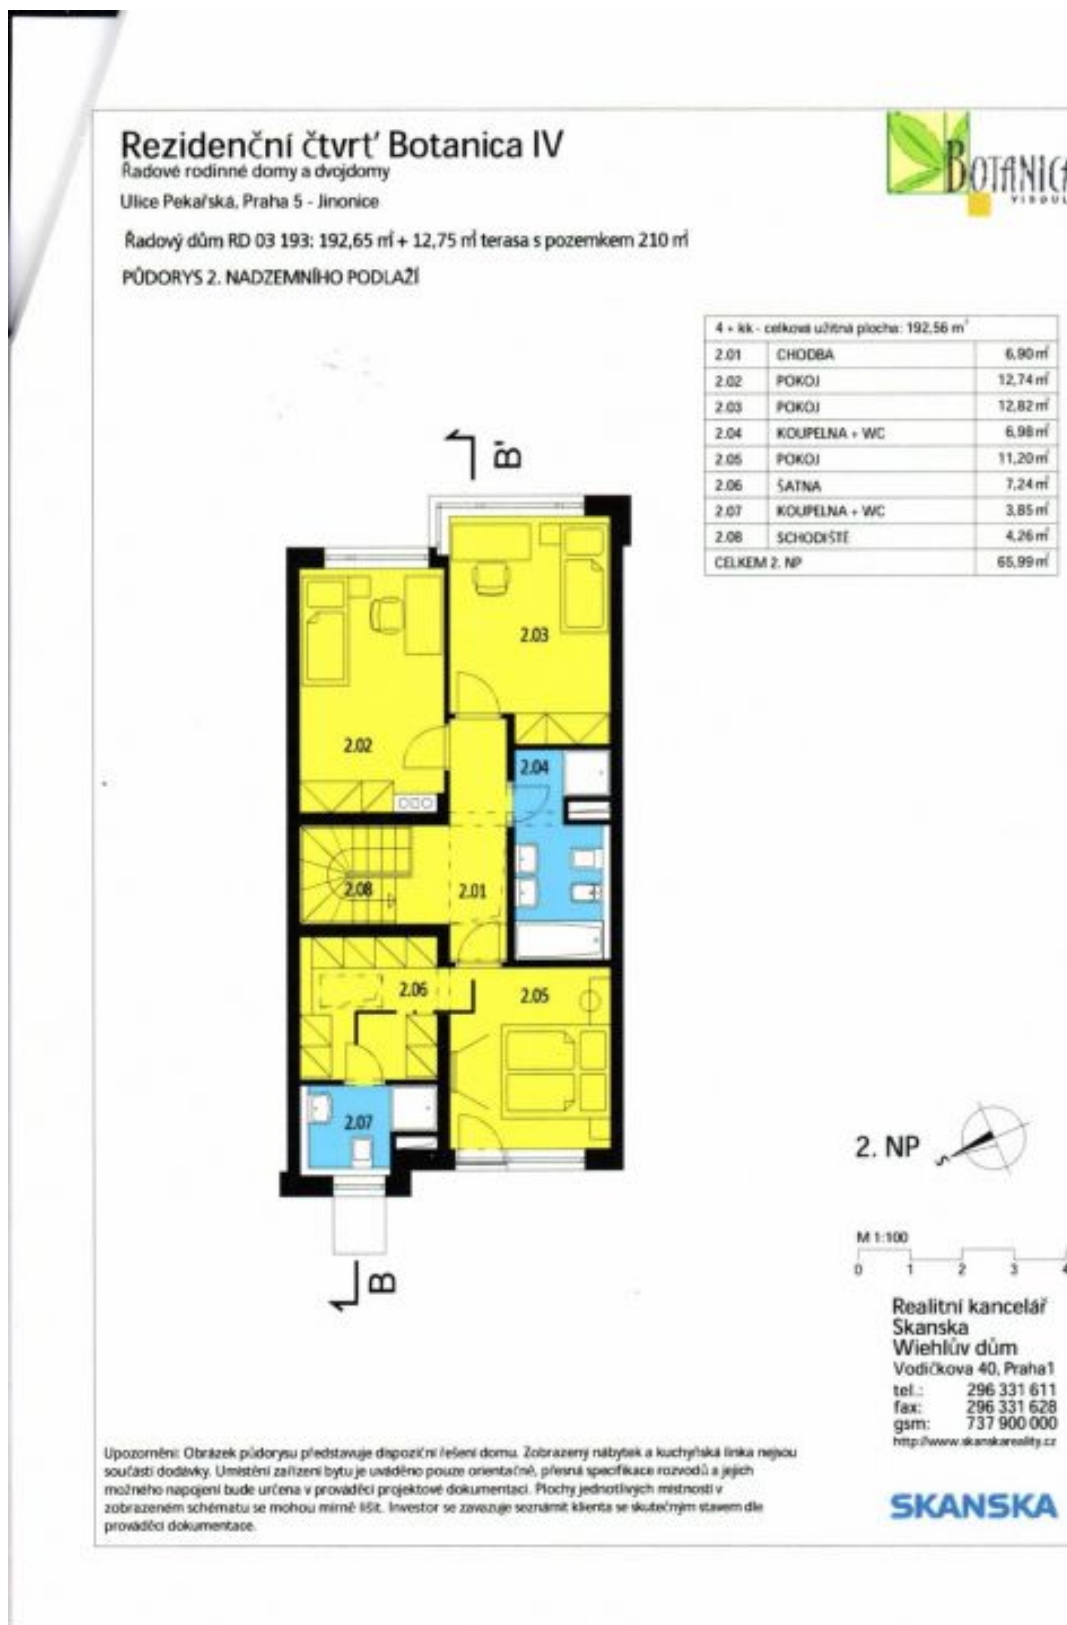 Rezidenční čtvrť Botanica IV
Řadové rodinné domy a dvojdomy
Ulice Pekařská, Praha 5 - Jinonice
Řadový dům RD 03 193: 192,65 m² + 12,75 m² terasa s pozemkem 210 m²
PŮDORYS 2. NADZEMNÍHO PODLAŽÍ
BOTANICA
4 + kk - celková užitná plocha: 192,56 m²
2.01 CHODBA 6,90 m²
2.02 POKOJ 12,74 m²
2.03 POKOJ 12,82 m²
2.04 KOUPELNA + WC 6,98 m²
2.05 POKOJ 11,20 m²
2.06 ŠATNA 7,24 m²
2.07 KOUPELNA + WC 3,85 m²
2.08 SCHODIŠTĚ 4,26 m²
CELKEM 2. NP 65,99 m²
B'
2.03
2.02
2.04
2.08
2.01
2.06
2.05
2.07
B
2. NP
S
M 1:100
0 1 2 3 4
Realitní kancelář
Skanska
Wiehlův dům
Vodičkova 40, Praha1
tel.: 296 331 611
fax: 296 331 628
gsm: 737 900 000
http://www.skanskareality.cz
Upozornění: Obrázek půdorysu představuje dispoziční řešení domu. Zobrazený nábytek a kuchyňská linka nejsou
součástí dodávky. Umístění zařízení bytu je uváděno pouze orientačně, přesná specifikace rozvodů a jejich
možného napojení bude určena v prováděcí projektové dokumentaci. Plochy jednotlivých místností v
zobrazeném schématu se mohou mírně lišit. Investor se zavazuje seznámit klienta se skutečným stavem dle
prováděcí dokumentace.
SKANSKA